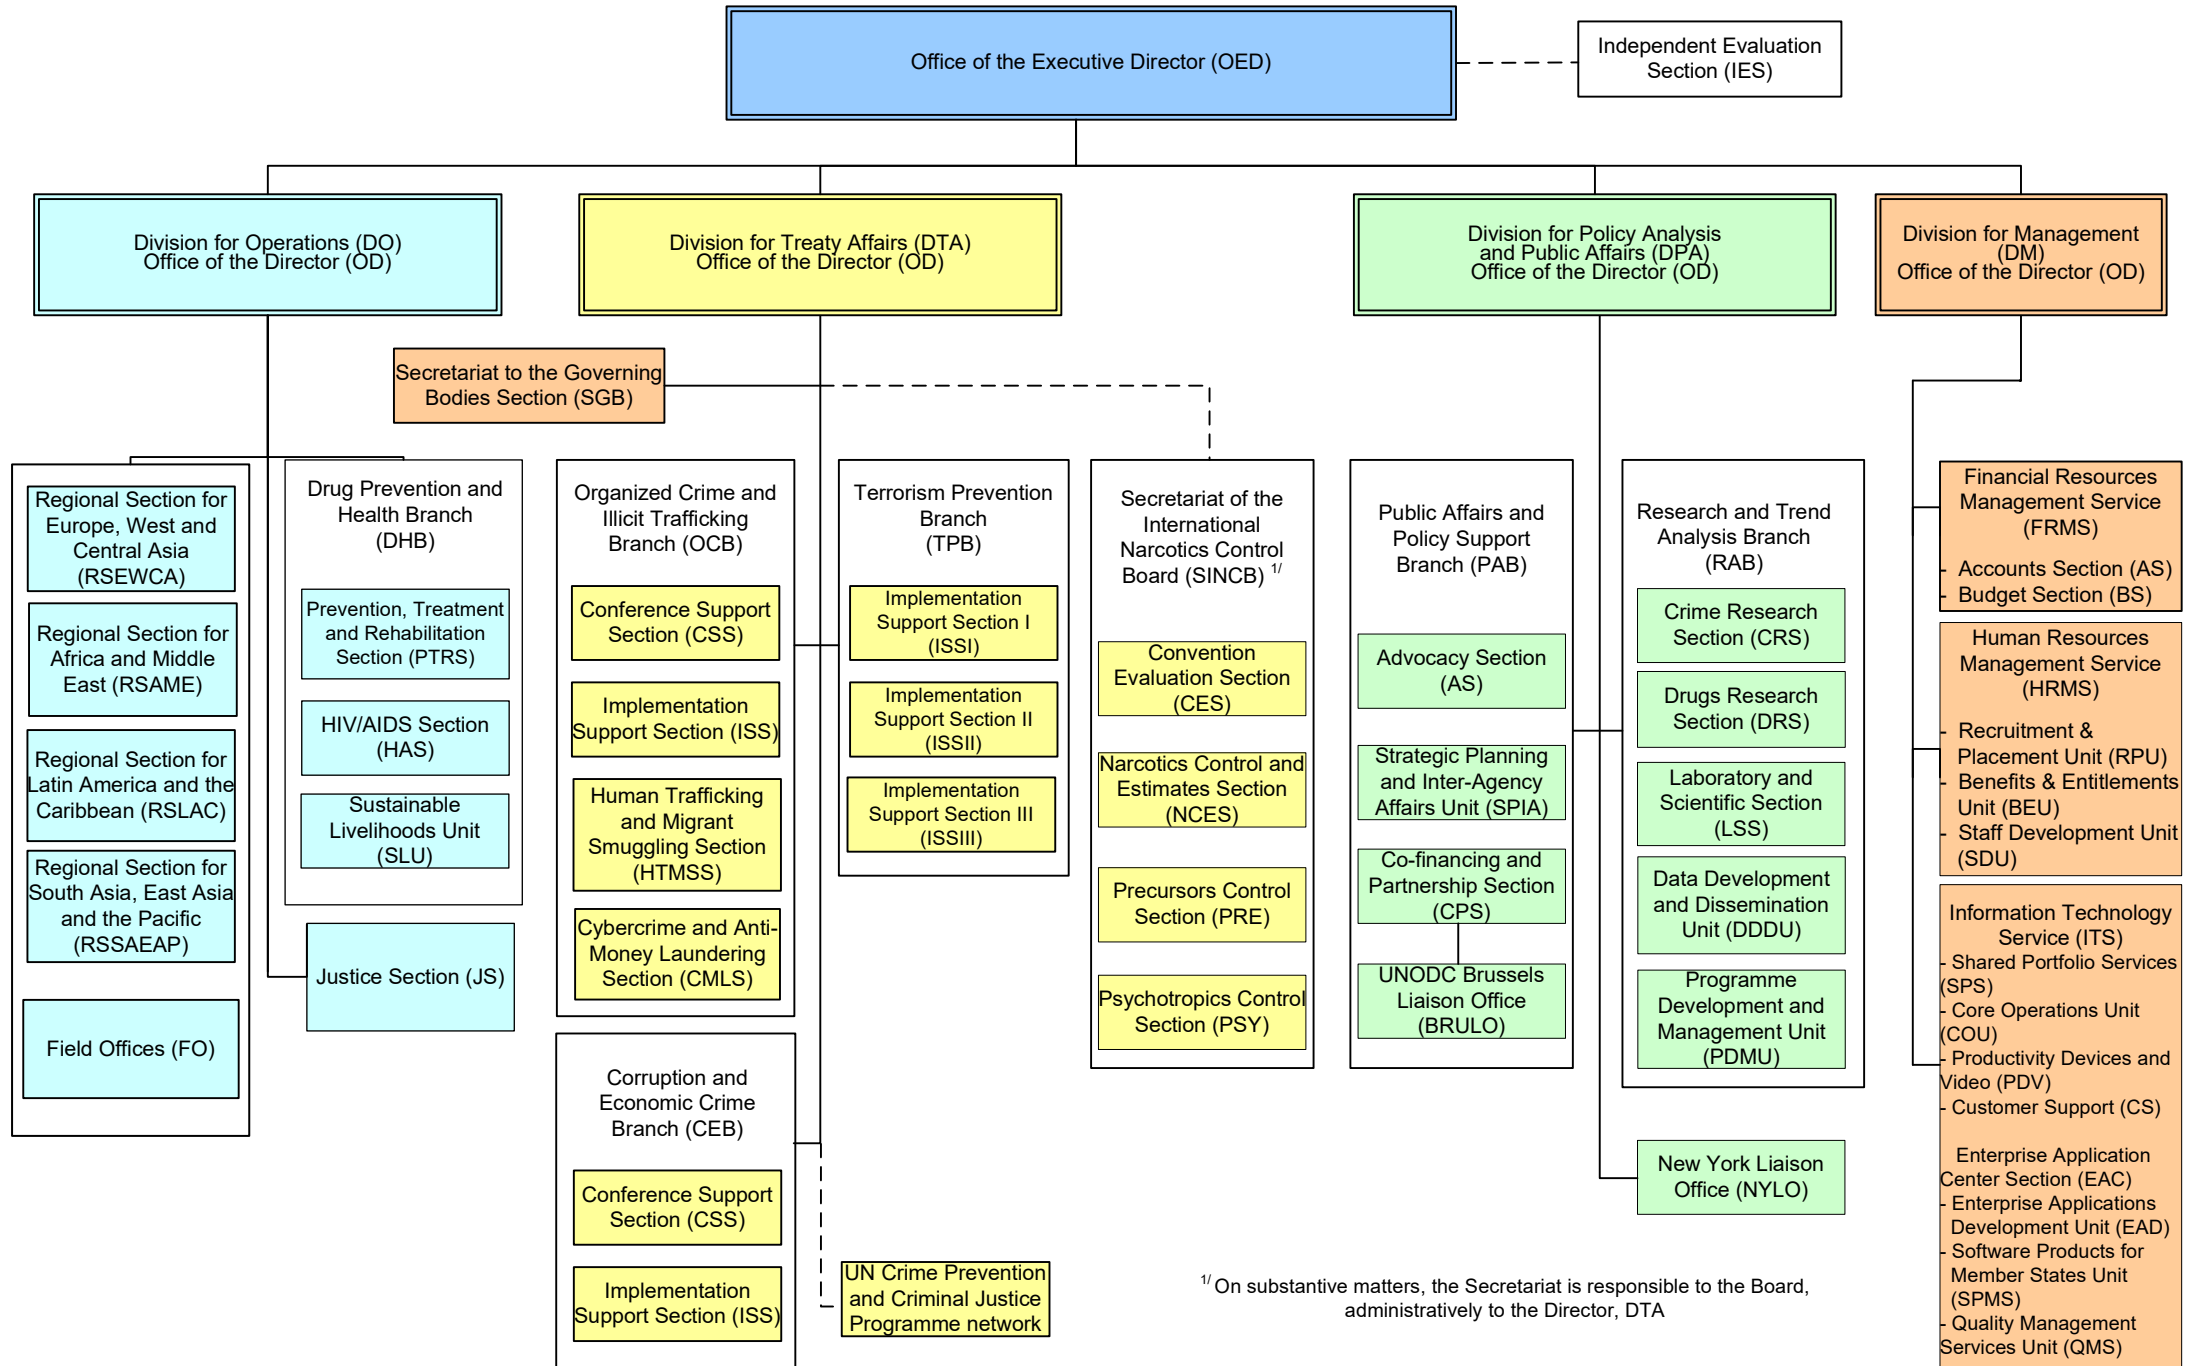 Office of the Executive Director (OED)
Independent Evaluation
Section (IES)
Division for Operations (DO)
Office of the Director (OD)
Division for Treaty Affairs (DTA)
Office of the Director (OD)
Division for Policy Analysis
and Public Affairs (DPA)
Office of the Director (OD)
Division for Management
(DM)
Office of the Director (OD)
Secretariat to the Governing
Bodies Section (SGB)
Regional Section for
Europe, West and
Central Asia
(RSEWCA)
Regional Section for
Africa and Middle
East (RSAME)
Regional Section for
Latin America and the
Caribbean (RSLAC)
Regional Section for
South Asia, East Asia
and the Pacific
(RSSAEAP)
Field Offices (FO)
Drug Prevention and
Health Branch
(DHB)
Prevention, Treatment
and Rehabilitation
Section (PTRS)
HIV/AIDS Section
(HAS)
Sustainable
Livelihoods Unit
(SLU)
Justice Section (JS)
Organized Crime and
Illicit Trafficking
Branch (OCB)
Conference Support
Section (CSS)
Implementation
Support Section (ISS)
Human Trafficking
and Migrant
Smuggling Section
(HTMSS)
Cybercrime and Anti-
Money Laundering
Section (CMLS)
Corruption and
Economic Crime
Branch (CEB)
Conference Support
Section (CSS)
Implementation
Support Section (ISS)
Terrorism Prevention
Branch
(TPB)
Implementation
Support Section I
(ISSI)
Implementation
Support Section II
(ISSII)
Implementation
Support Section III
(ISSIII)
UN Crime Prevention
and Criminal Justice
Programme network
Secretariat of the
International
Narcotics Control
Board (SINCB) 1/
Convention
Evaluation Section
(CES)
Narcotics Control and
Estimates Section
(NCES)
Precursors Control
Section (PRE)
Psychotropics Control
Section (PSY)
Public Affairs and
Policy Support
Branch (PAB)
Advocacy Section
(AS)
Strategic Planning
and Inter-Agency
Affairs Unit (SPIA)
Co-financing and
Partnership Section
(CPS)
UNODC Brussels
Liaison Office
(BRULO)
Research and Trend
Analysis Branch
(RAB)
Crime Research
Section (CRS)
Drugs Research
Section (DRS)
Laboratory and
Scientific Section
(LSS)
Data Development
and Dissemination
Unit (DDDU)
Programme
Development and
Management Unit
(PDMU)
New York Liaison
Office (NYLO)
Financial Resources
Management Service
(FRMS)
- Accounts Section (AS)
- Budget Section (BS)
Human Resources
Management Service
(HRMS)
- Recruitment &
Placement Unit (RPU)
- Benefits & Entitlements
Unit (BEU)
- Staff Development Unit
(SDU)
Information Technology
Service (ITS)
- Shared Portfolio Services
(SPS)
- Core Operations Unit
(COU)
- Productivity Devices and
Video (PDV)
- Customer Support (CS)
Enterprise Application
Center Section (EAC)
- Enterprise Applications
Development Unit (EAD)
- Software Products for
Member States Unit
(SPMS)
- Quality Management
Services Unit (QMS)
1/ On substantive matters, the Secretariat is responsible to the Board,
administratively to the Director, DTA